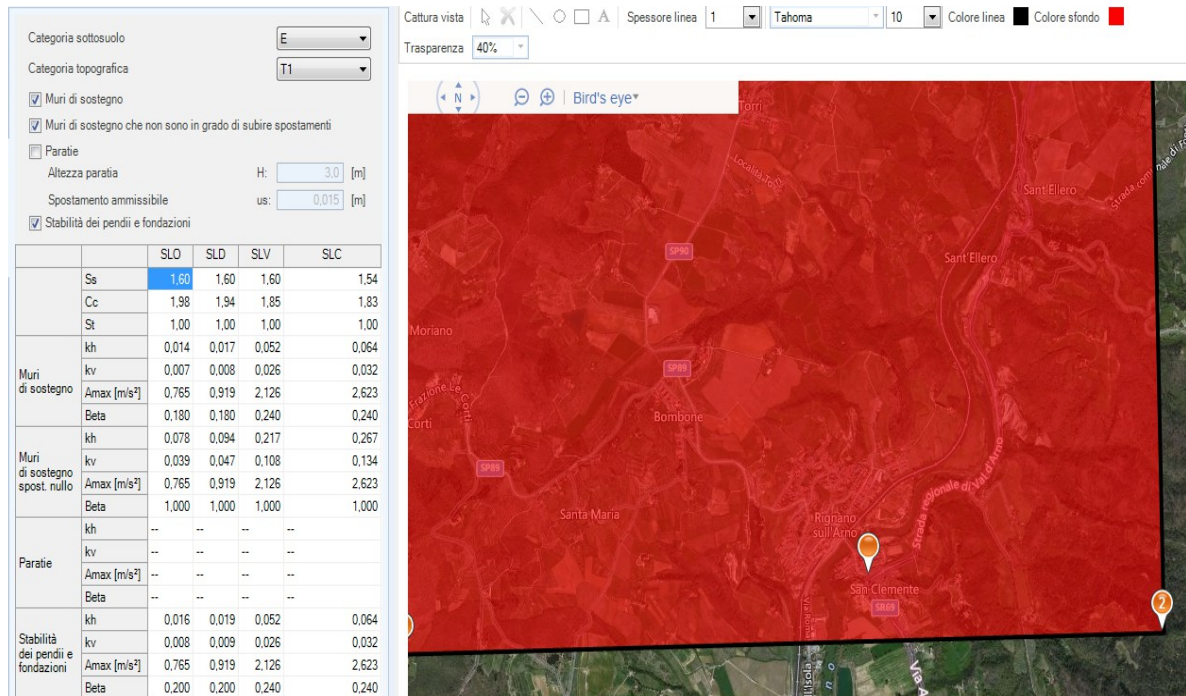 Categoria sottosuolo E
Categoria topografica T1
Muri di sostegno
Muri di sostegno che non sono in grado di subire spostamenti
Paratie
Altezza paratia H: 3,0 [m]
Spostamento ammissibile us: 0,015 [m]
Stabilità dei pendii e fondazioni
SLO SLD SLV SLC
Ss 1,60 1,60 1,60 1,54
Cc 1,98 1,94 1,85 1,83
St 1,00 1,00 1,00 1,00
Muri
di sostegno
kh 0,014 0,017 0,052 0,064
kv 0,007 0,008 0,026 0,032
Amax [m/s²] 0,765 0,919 2,126 2,623
Beta 0,180 0,180 0,240 0,240
Muri
di sostegno
spost. nullo
kh 0,078 0,094 0,217 0,267
kv 0,039 0,047 0,108 0,134
Amax [m/s²] 0,765 0,919 2,126 2,623
Beta 1,000 1,000 1,000 1,000
Paratie
kh -- -- -- --
kv -- -- -- --
Amax [m/s²] -- -- -- --
Beta -- -- -- --
Stabilità
dei pendii e
fondazioni
kh 0,016 0,019 0,052 0,064
kv 0,008 0,009 0,026 0,032
Amax [m/s²] 0,765 0,919 2,126 2,623
Beta 0,200 0,200 0,240 0,240
Cattura vista A Spessore linea 1 Tahoma 10 Colore linea Colore sfondo
Trasparenza 40%
N Bird's eye
Torri
Località Torri
Sant'Ellero
SP90
Sant'Ellero
Moriano
SP89
Frazione Le Corti
Corti
Bombone
SP89
Santa Maria
Strada regionale di Val d'Arno
Rignano
sull'Arno
San Clemente
SR69
2
Via Roma